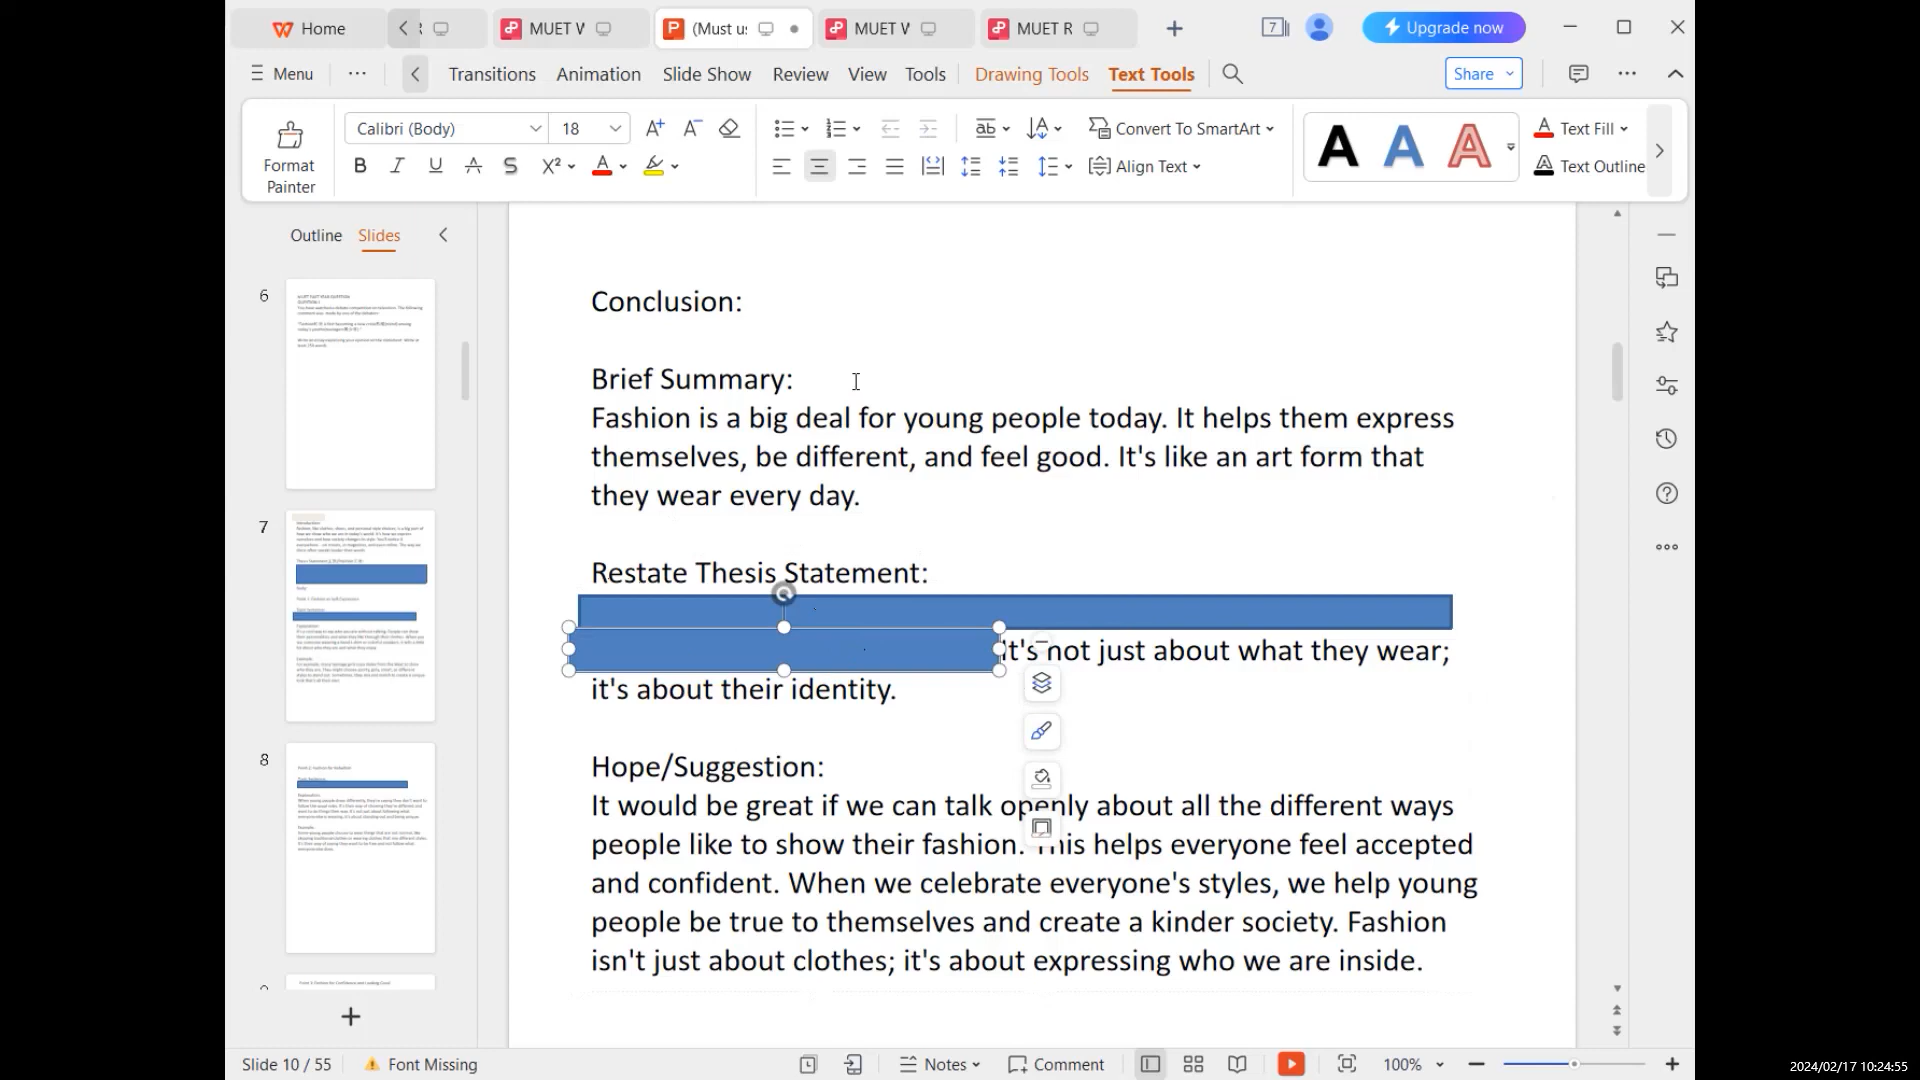 Home
MUET W
(Must u:
MUET V
MUET R
7
Upgrade now
Menu
Transitions
Animation
Slide Show
Review
View
Tools
Drawing Tools
Text Tools
Share
Format
Painter
Calibri (Body)
18
Convert To SmartArt
Text Fill
Align Text
Text Outline
Outline
Slides
6
7
8
Conclusion:
Brief Summary:
Fashion is a big deal for young people today. It helps them express
themselves, be different, and feel good. It's like an art form that
they wear every day.
Restate Thesis Statement:
It's not just about what they wear;
it's about their identity.
Hope/Suggestion:
It would be great if we can talk openly about all the different ways
people like to show their fashion. This helps everyone feel accepted
and confident. When we celebrate everyone's styles, we help young
people be true to themselves and create a kinder society. Fashion
isn't just about clothes; it's about expressing who we are inside.
Slide 10 / 55
Font Missing
Notes
Comment
100%
2024/02/17 10:24:55